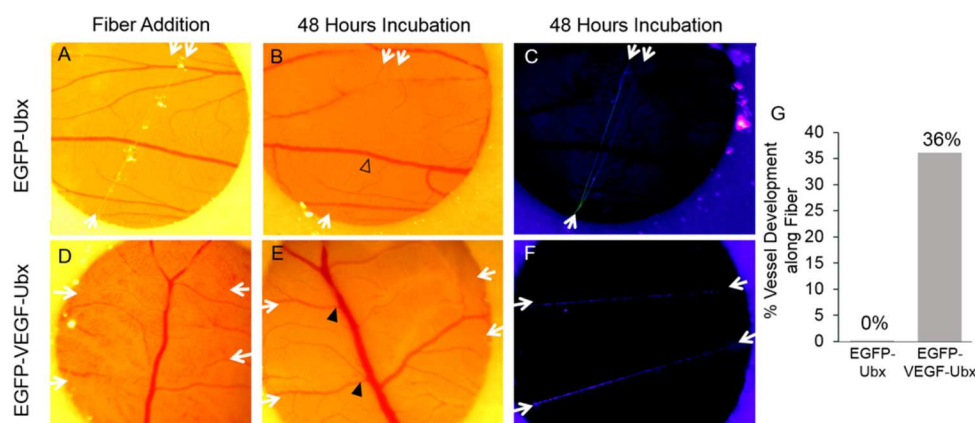 Fiber Addition
48 Hours Incubation
48 Hours Incubation
EGFP-Ubx
A
B
C
EGFP-VEGF-Ubx
D
E
F
G
% Vessel Development
along Fiber
40
35
30
25
20
15
10
5
0
0%
36%
EGFP-
Ubx
EGFP-
VEGF-Ubx